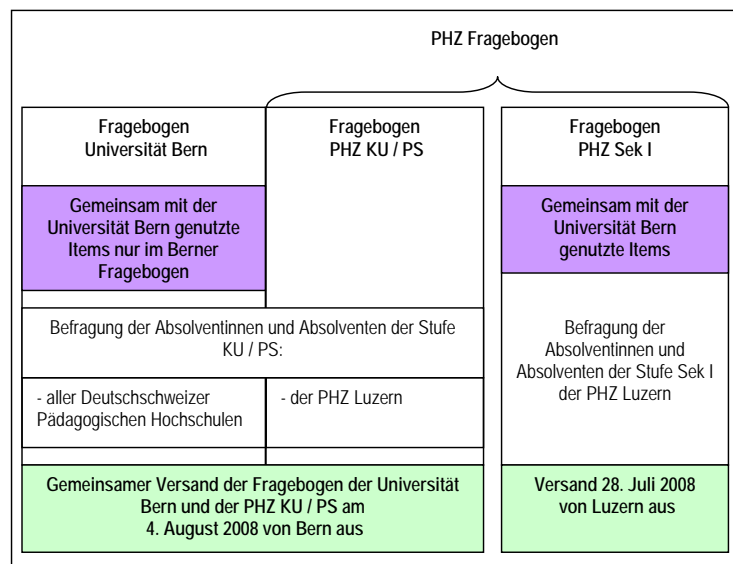 PHZ Fragebogen
Fragebogen
Universität Bern
Fragebogen
PHZ KU / PS
Fragebogen
PHZ Sek I
Gemeinsam mit der
Universität Bern genutzte
Items nur im Berner
Fragebogen
Gemeinsam mit der
Universität Bern
genutzte Items
Befragung der Absolventinnen und Absolventen der Stufe
KU / PS:
- aller Deutschschweizer
Pädagogischen Hochschulen
- der PHZ Luzern
Befragung der
Absolventinnen und
Absolventen der Stufe Sek I
der PHZ Luzern
Gemeinsamer Versand der Fragebogen der Universität
Bern und der PHZ KU / PS am
4. August 2008 von Bern aus
Versand 28. Juli 2008
von Luzern aus